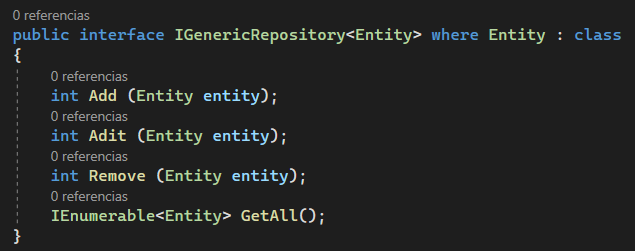 0 referencias
public interface IGenericRepository<Entity> where Entity : class
{
0 referencias
int Add (Entity entity);
0 referencias
int Adit (Entity entity);
0 referencias
int Remove (Entity entity);
0 referencias
IEnumerable<Entity> GetAll();
}